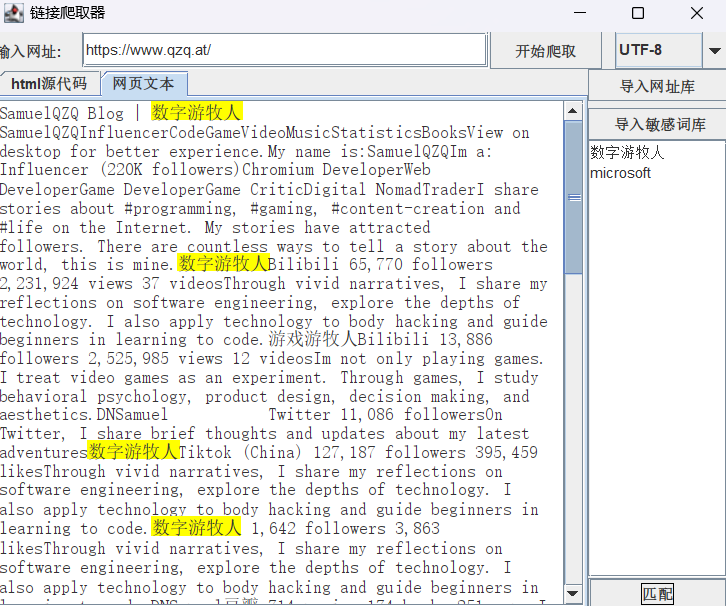 链接爬取器
输入网址:
https://www.qzq.at/
开始爬取
UTF-8
html源代码
网页文本
导入网址库
导入敏感词库
数字游牧人
microsoft
匹配
SamuelQZQ Blog | 数字游牧人
SamuelQZQInfluencerCodeGameVideoMusicStatisticsBooksView on
desktop for better experience.My name is:SamuelQZQIm a:
Influencer (220K followers)Chromium DeveloperWeb
DeveloperGame DeveloperGame CriticDigital NomadTraderI share
stories about #programming, #gaming, #content-creation and
#life on the Internet. My stories have attracted
followers. There are countless ways to tell a story about the
world, this is mine.数字游牧人Bilibili 65,770 followers
2,231,924 views 37 videosThrough vivid narratives, I share my
reflections on software engineering, explore the depths of
technology. I also apply technology to body hacking and guide
beginners in learning to code.游戏游牧人Bilibili 13,886
followers 2,525,985 views 12 videosIm not only playing games.
I treat video games as an experiment. Through games, I study
behavioral psychology, product design, decision making, and
aesthetics.DNSamuel Twitter 11,086 followersOn
Twitter, I share brief thoughts and updates about my latest
adventures数字游牧人Tiktok (China) 127,187 followers 395,459
likesThrough vivid narratives, I share my reflections on
software engineering, explore the depths of technology. I
also apply technology to body hacking and guide beginners in
learning to code.数字游牧人 1,642 followers 3,863
likesThrough vivid narratives, I share my reflections on
software engineering, explore the depths of technology. I
also apply technology to body hacking and guide beginners in